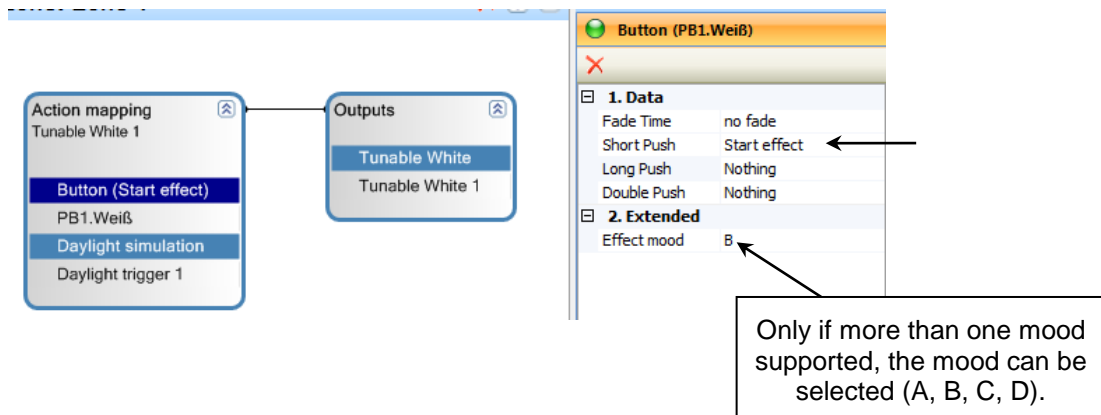 Action mapping
Tunable White 1
Button (Start effect)
PB1.Weiß
Daylight simulation
Daylight trigger 1
Outputs
Tunable White
Tunable White 1
Button (PB1.Weiß)
1. Data
Fade Time no fade
Short Push Start effect
Long Push Nothing
Double Push Nothing
2. Extended
Effect mood B
Only if more than one mood
supported, the mood can be
selected (A, B, C, D).